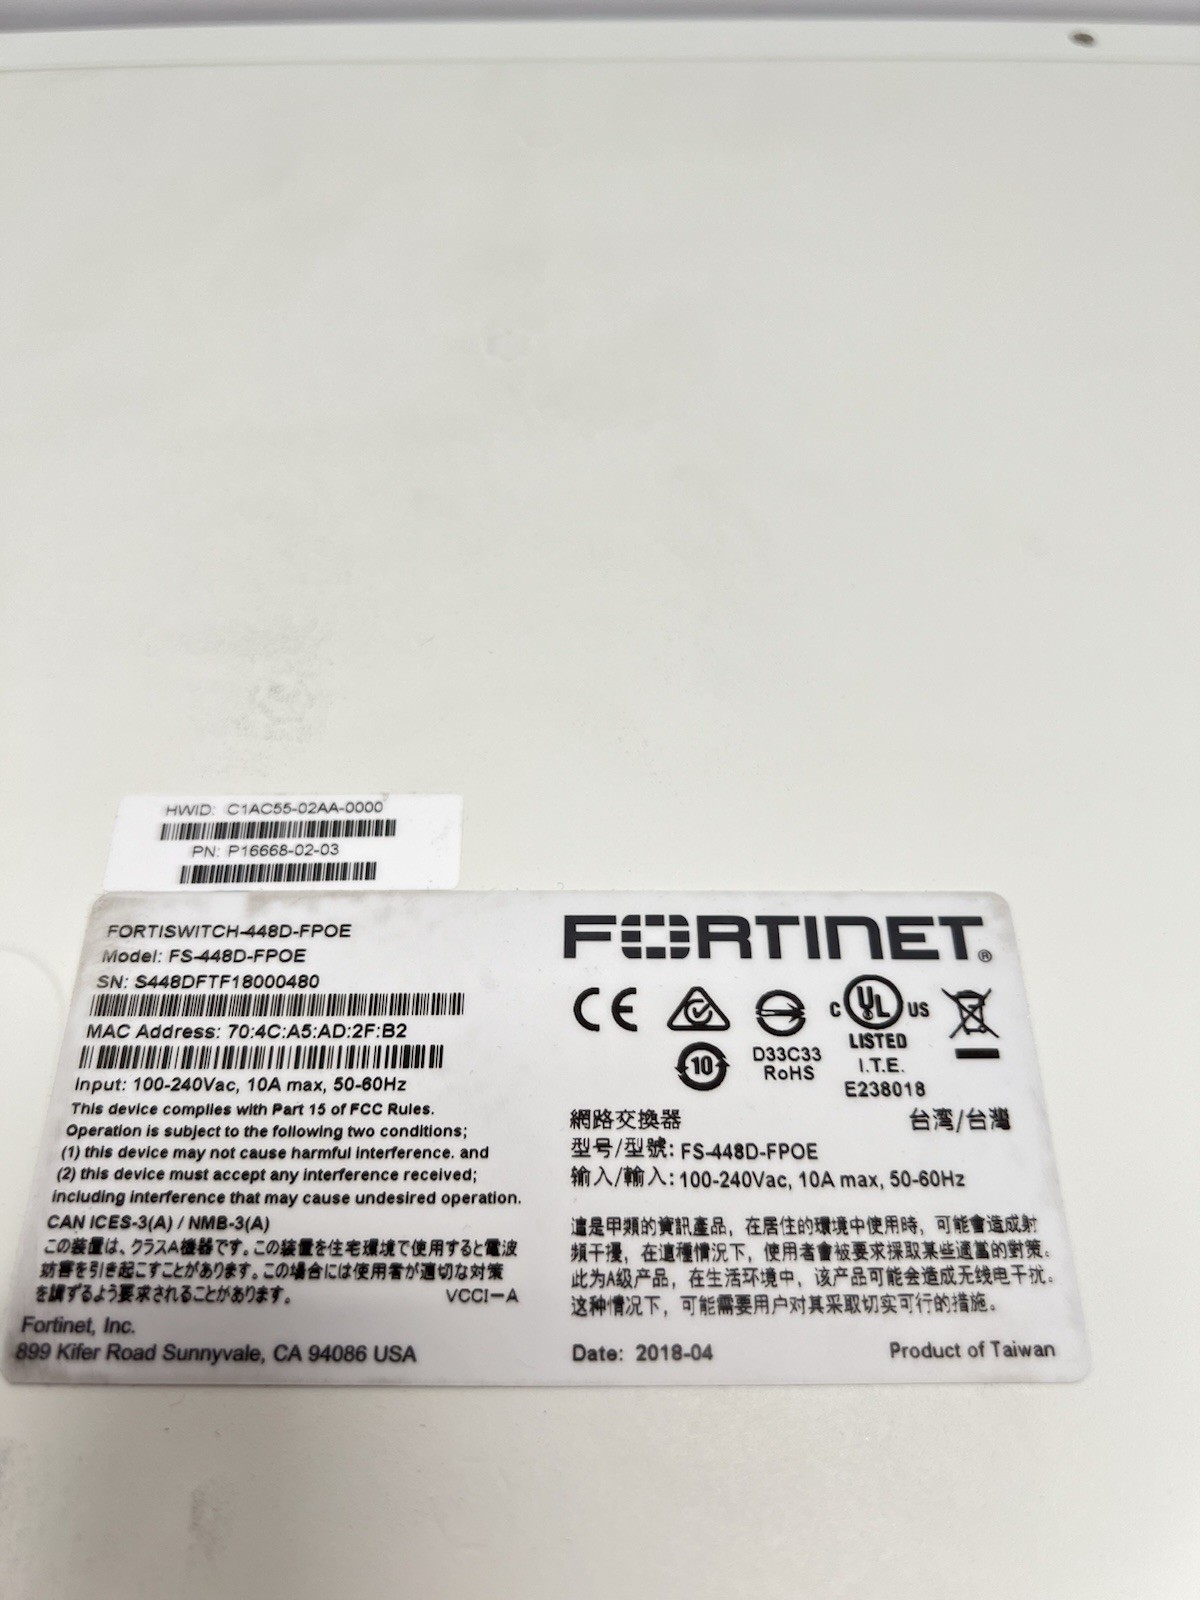 HWID: C1AC55-02AA-0000
PN: P16668-02-03
FORTISWITCH-448D-FPOE
Model: FS-448D-FPOE
SN: S448DFTF18000480
MAC Address: 70:4C:A5:AD:2F:B2
Input: 100-240Vac, 10A max, 50-60Hz
This device complies with Part 15 of FCC Rules.
Operation is subject to the following two conditions;
(1) this device may not cause harmful interference. and
(2) this device must accept any interference received;
including interference that may cause undesired operation.
CAN ICES-3(A) / NMB-3(A)
この装置は、クラスA機器です。この装置を住宅環境で使用すると電波
妨害を引き起こすことがあります。この場合には使用者が適切な対策
を講ずるよう要求されることがあります。 VCCI-A
Fortinet, Inc.
899 Kifer Road Sunnyvale, CA 94086 USA
FORTINET®
CE
C UL US
LISTED
I.T.E.
E238018
10
D33C33
RoHS
網路交換器 台湾/台灣
型号/型號: FS-448D-FPOE
输入/輸入: 100-240Vac, 10A max, 50-60Hz
這是甲類的資訊產品，在居住的環境中使用時，可能會造成射
頻干擾，在這種情況下，使用者會被要求採取某些適當的對策。
此为A级产品，在生活环境中，该产品可能会造成无线电干扰。
这种情况下，可能需要用户对其采取切实可行的措施。
Date: 2018-04 Product of Taiwan